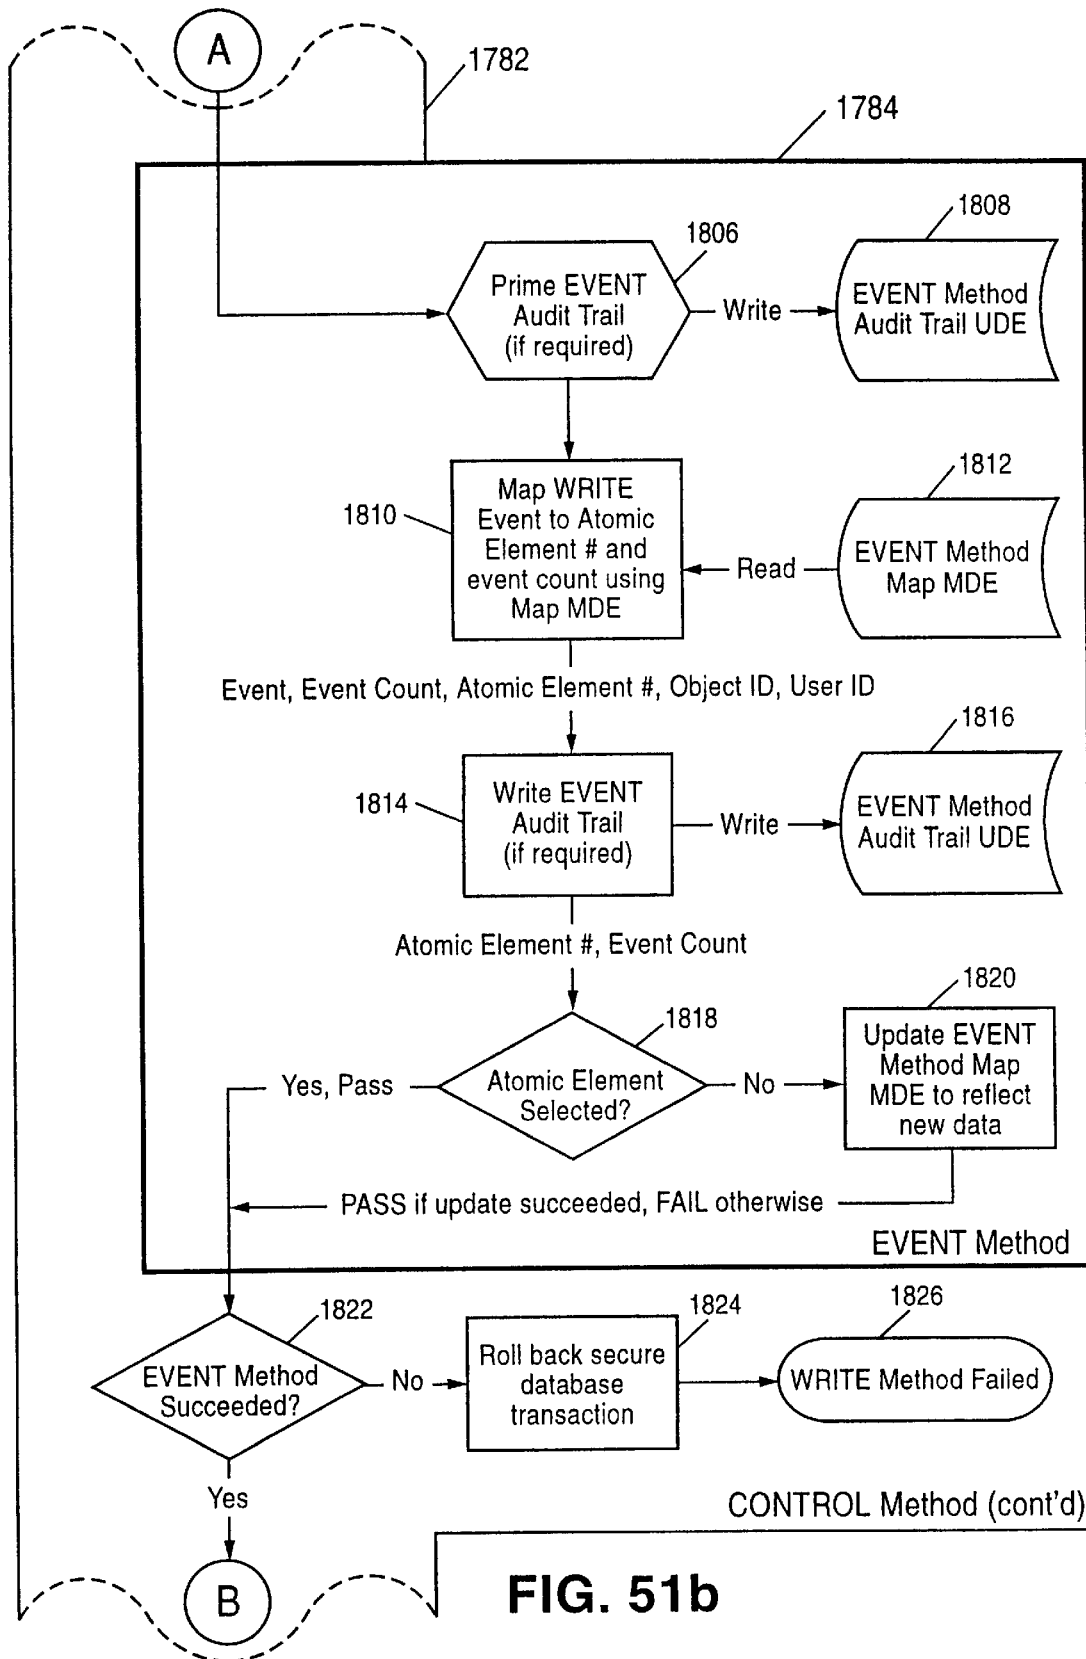 A
1782
1784
1806
1808
Prime EVENT
Audit Trail
(if required)
Write
EVENT Method
Audit Trail UDE
1810
Map WRITE
Event to Atomic
Element # and
event count using
Map MDE
Read
1812
EVENT Method
Map MDE
Event, Event Count, Atomic Element #, Object ID, User ID
1814
Write EVENT
Audit Trail
(if required)
Write
1816
EVENT Method
Audit Trail UDE
Atomic Element #, Event Count
1818
Atomic Element
Selected?
Yes, Pass
No
1820
Update EVENT
Method Map
MDE to reflect
new data
PASS if update succeeded, FAIL otherwise
EVENT Method
1822
EVENT Method
Succeeded?
No
1824
Roll back secure
database
transaction
1826
WRITE Method Failed
Yes
CONTROL Method (cont'd)
B
FIG. 51b